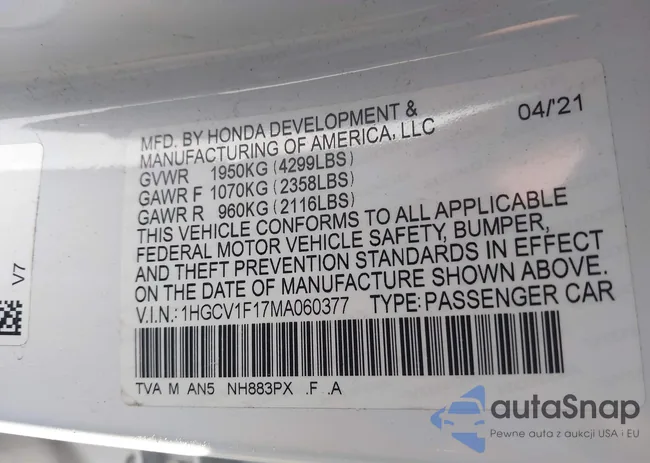 MFD. BY HONDA DEVELOPMENT & 04/'21
MANUFACTURING OF AMERICA, LLC
GVWR 1950KG (4299LBS)
GAWR F 1070KG (2358LBS)
GAWR R 960KG (2116LBS)
THIS VEHICLE CONFORMS TO ALL APPLICABLE
FEDERAL MOTOR VEHICLE SAFETY, BUMPER,
AND THEFT PREVENTION STANDARDS IN EFFECT
ON THE DATE OF MANUFACTURE SHOWN ABOVE.
V.I.N.: 1HGCV1F17MA060377 TYPE: PASSENGER CAR
TVA M AN5 NH883PX .F .A
V7
autaSnap
Pewne auta z aukcji USA i EU